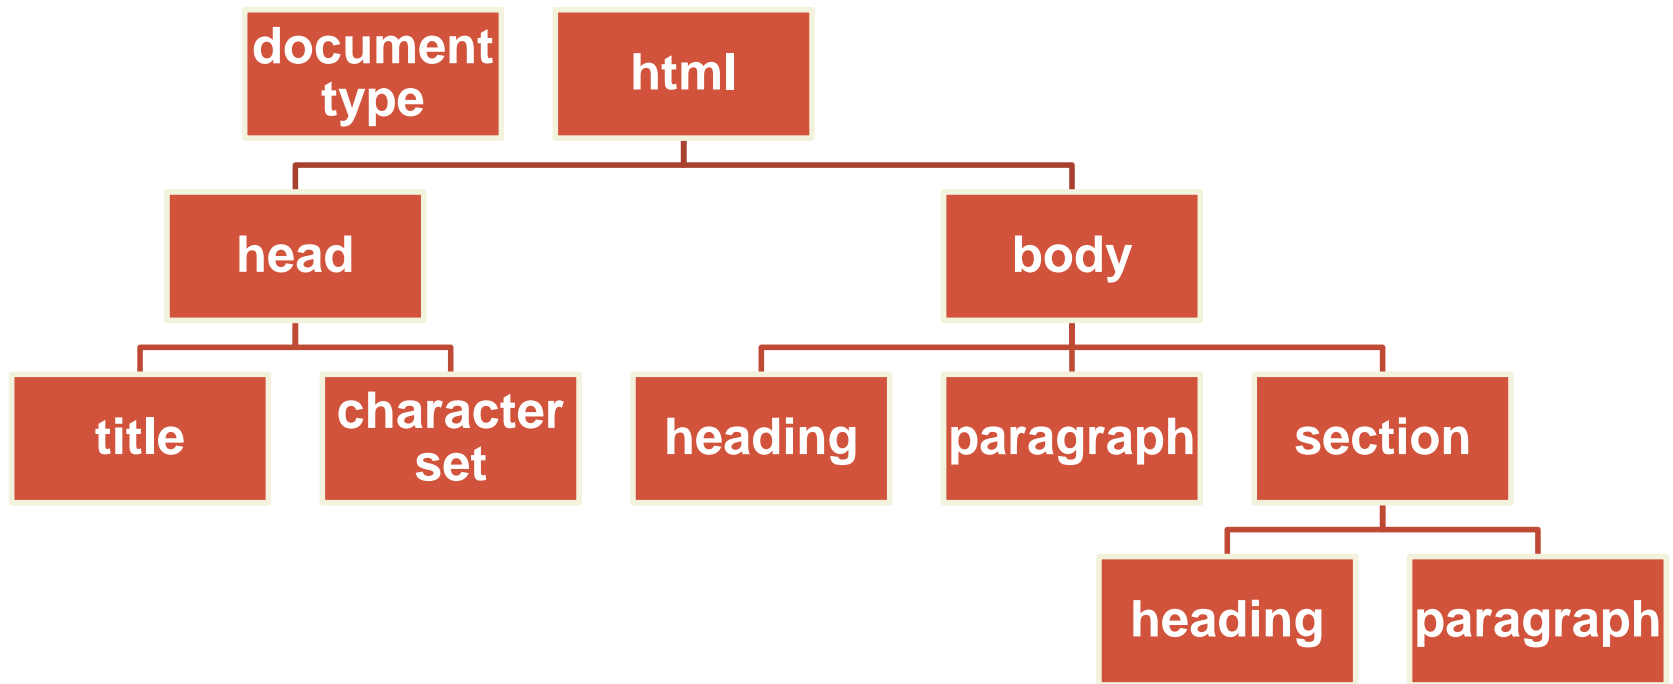 document
type
html
head
body
title
character
set
heading
paragraph
section
heading
paragraph